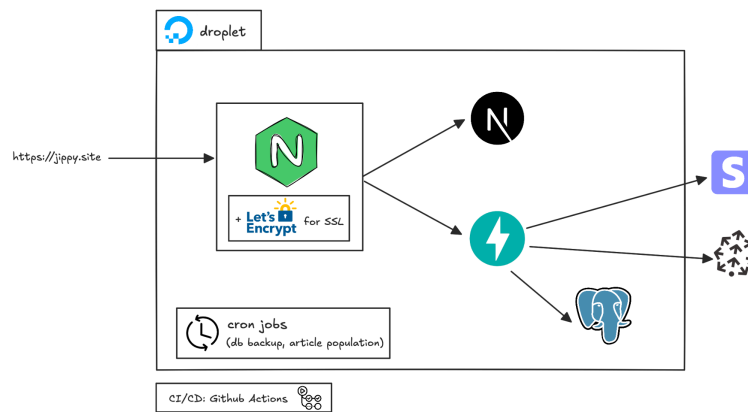 droplet
https://jippy.site
N
N
+ Let's Encrypt for SSL
S
cron jobs
(db backup, article population)
CI/CD: Github Actions